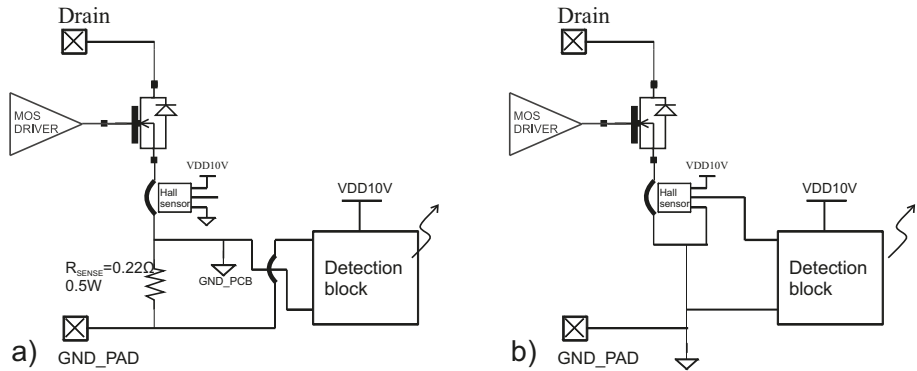 Drain
MOS
DRIVER
VDD10V
Hall
sensor
VDD10V
R_SENSE=0.22Ω
0.5W
GND_PCB
Detection
block
a)
GND_PAD
Drain
MOS
DRIVER
VDD10V
Hall
sensor
VDD10V
Detection
block
b)
GND_PAD